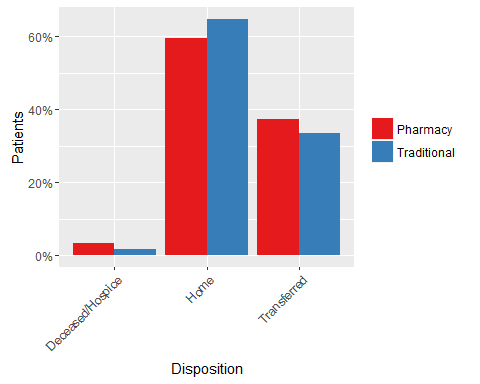 60%
40%
20%
0%
Patients
Deceased/Hospice
Home
Transferred
Disposition
Pharmacy
Traditional